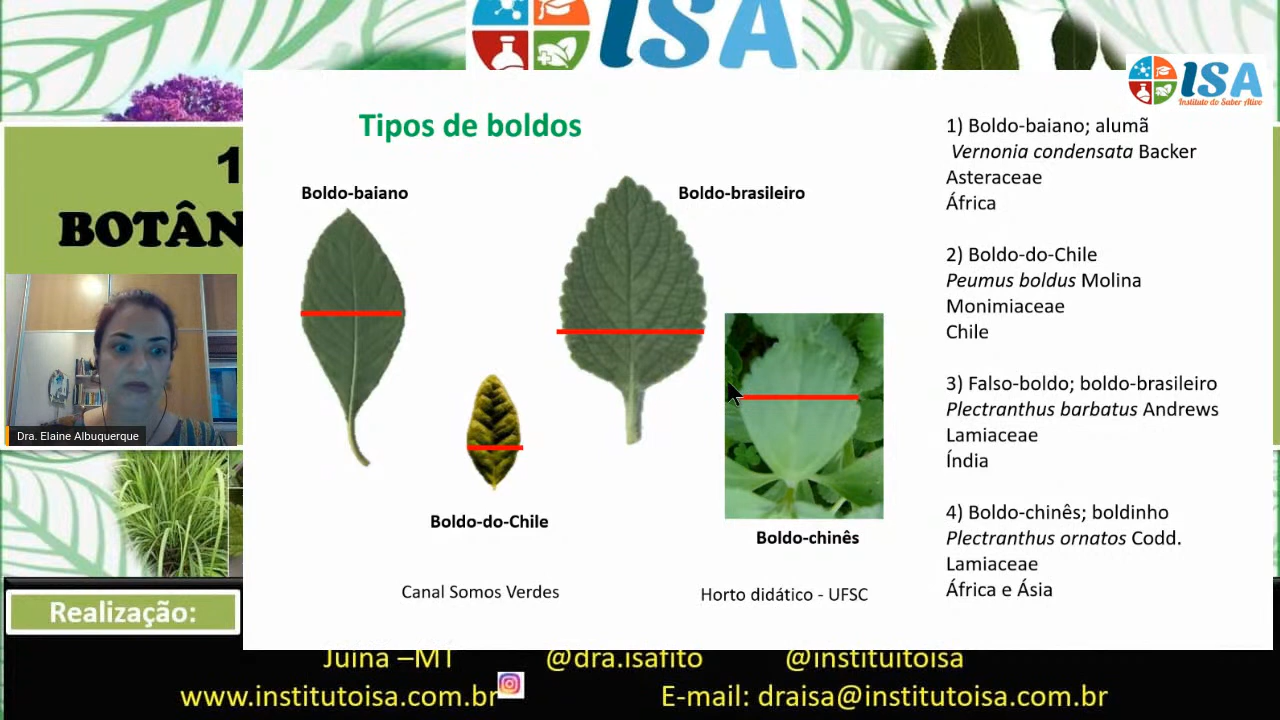 ISA
ISA
Instituto do Saber Ativo
Tipos de boldos
Boldo-baiano
Boldo-brasileiro
Boldo-do-Chile
Boldo-chinês
Canal Somos Verdes
Horto didático - UFSC
1) Boldo-baiano; alumã
Vernonia condensata Backer
Asteraceae
África
2) Boldo-do-Chile
Peumus boldus Molina
Monimiaceae
Chile
3) Falso-boldo; boldo-brasileiro
Plectranthus barbatus Andrews
Lamiaceae
Índia
4) Boldo-chinês; boldinho
Plectranthus ornatos Codd.
Lamiaceae
África e Ásia
1
BOTÂN
Dra. Elaine Albuquerque
Realização:
Juína –MT @dra.isafito @instituitoisa
www.institutoisa.com.br E-mail: draisa@institutoisa.com.br